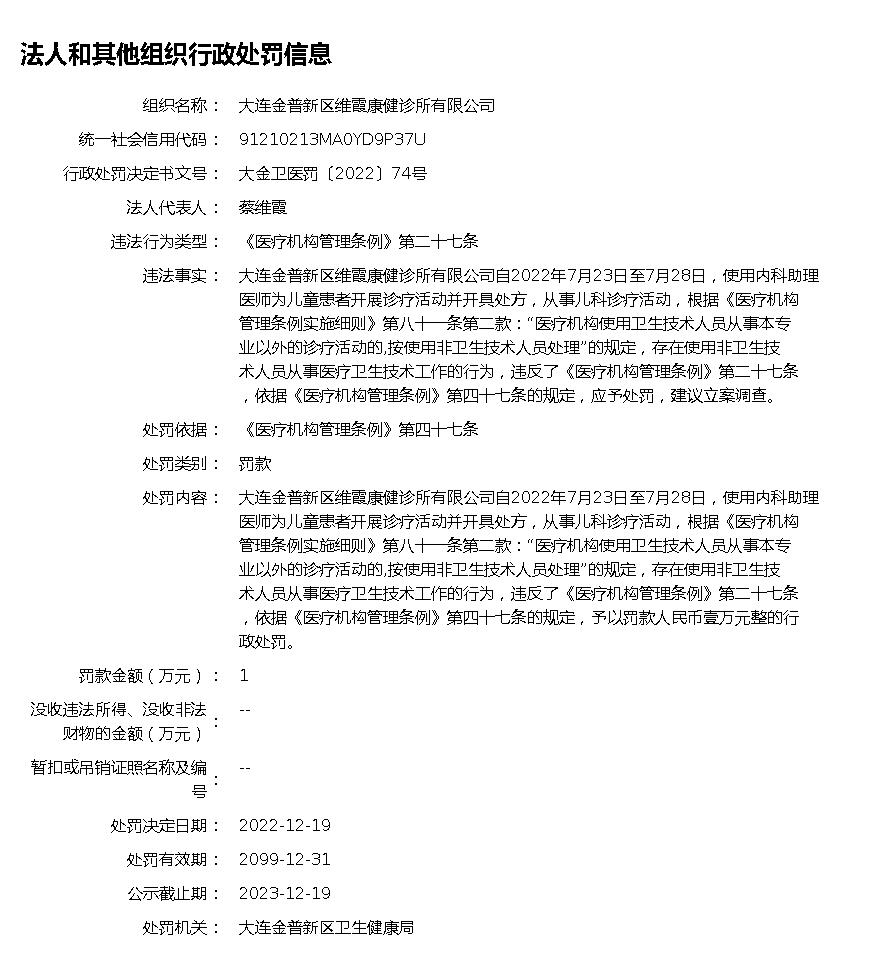 法人和其他组织行政处罚信息
组织名称： 大连金普新区维霞康健诊所有限公司
统一社会信用代码： 91210213MA0YD9P37U
行政处罚决定书文号： 大金卫医罚〔2022〕74号
法人代表人： 蔡维霞
违法行为类型： 《医疗机构管理条例》第二十七条
违法事实： 大连金普新区维霞康健诊所有限公司自2022年7月23日至7月28日，使用内科助理
医师为儿童患者开展诊疗活动并开具处方，从事儿科诊疗活动，根据《医疗机构
管理条例实施细则》第八十一条第二款：“医疗机构使用卫生技术人员从事本专
业以外的诊疗活动的,按使用非卫生技术人员处理”的规定，存在使用非卫生技
术人员从事医疗卫生技术工作的行为，违反了《医疗机构管理条例》第二十七条
，依据《医疗机构管理条例》第四十七条的规定，应予处罚，建议立案调查。
处罚依据： 《医疗机构管理条例》第四十七条
处罚类别： 罚款
处罚内容： 大连金普新区维霞康健诊所有限公司自2022年7月23日至7月28日，使用内科助理
医师为儿童患者开展诊疗活动并开具处方，从事儿科诊疗活动，根据《医疗机构
管理条例实施细则》第八十一条第二款：“医疗机构使用卫生技术人员从事本专
业以外的诊疗活动的,按使用非卫生技术人员处理”的规定，存在使用非卫生技
术人员从事医疗卫生技术工作的行为，违反了《医疗机构管理条例》第二十七条
，依据《医疗机构管理条例》第四十七条的规定，予以罚款人民币壹万元整的行
政处罚。
罚款金额（万元）： 1
没收违法所得、没收非法
财物的金额（万元）： --
暂扣或吊销证照名称及编
号： --
处罚决定日期： 2022-12-19
处罚有效期： 2099-12-31
公示截止期： 2023-12-19
处罚机关： 大连金普新区卫生健康局